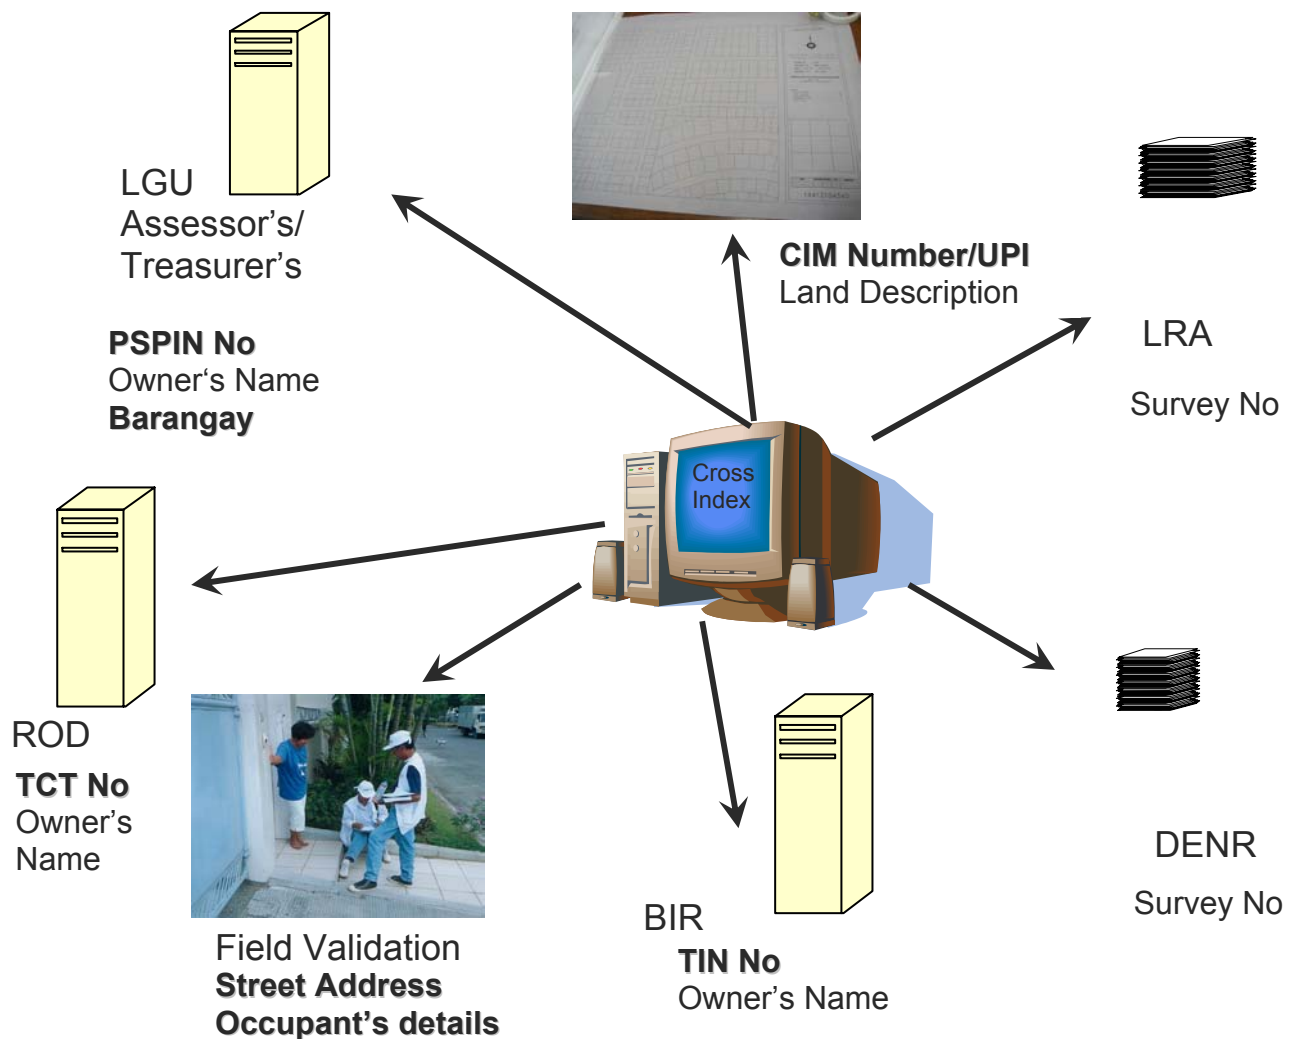 LGU
Assessor's/
Treasurer's
PSPIN No
Owner‘s Name
Barangay
CIM Number/UPI
Land Description
LRA
Survey No
Cross
Index
ROD
TCT No
Owner's
Name
Field Validation
Street Address
Occupant's details
BIR
TIN No
Owner's Name
DENR
Survey No